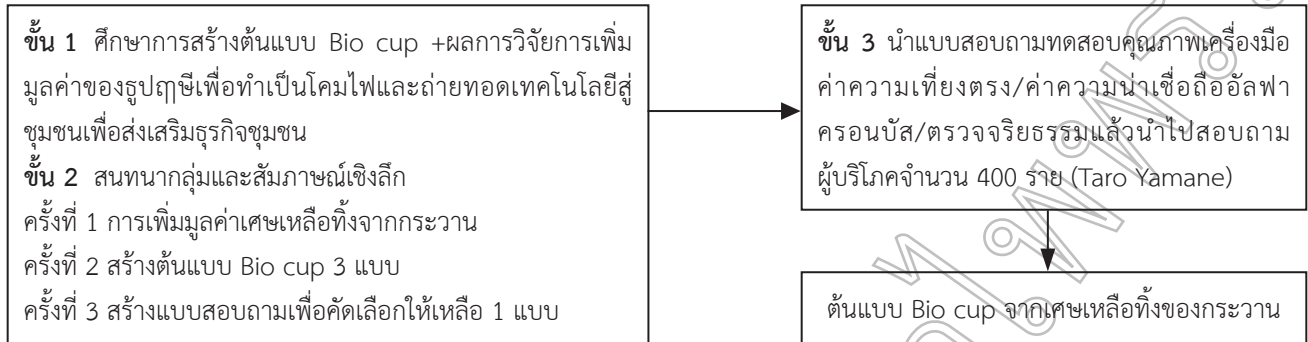 ขั้น 1 ศึกษาการสร้างต้นแบบ Bio cup +ผลการวิจัยการเพิ่ม
มูลค่าของธูปฤๅษีเพื่อทำเป็นโคมไฟและถ่ายทอดเทคโนโลยีสู่
ชุมชนเพื่อส่งเสริมธุรกิจชุมชน
ขั้น 2 สนทนากลุ่มและสัมภาษณ์เชิงลึก
ครั้งที่ 1 การเพิ่มมูลค่าเศษเหลือทิ้งจากกระวาน
ครั้งที่ 2 สร้างต้นแบบ Bio cup 3 แบบ
ครั้งที่ 3 สร้างแบบสอบถามเพื่อคัดเลือกให้เหลือ 1 แบบ
ขั้น 3 นำแบบสอบถามทดสอบคุณภาพเครื่องมือ
ค่าความเที่ยงตรง/ค่าความน่าเชื่อถืออัลฟา
ครอนบัส/ตรวจจริยธรรมแล้วนำไปสอบถาม
ผู้บริโภคจำนวน 400 ราย (Taro Yamane)
ต้นแบบ Bio cup จากเศษเหลือทิ้งของกระวาน